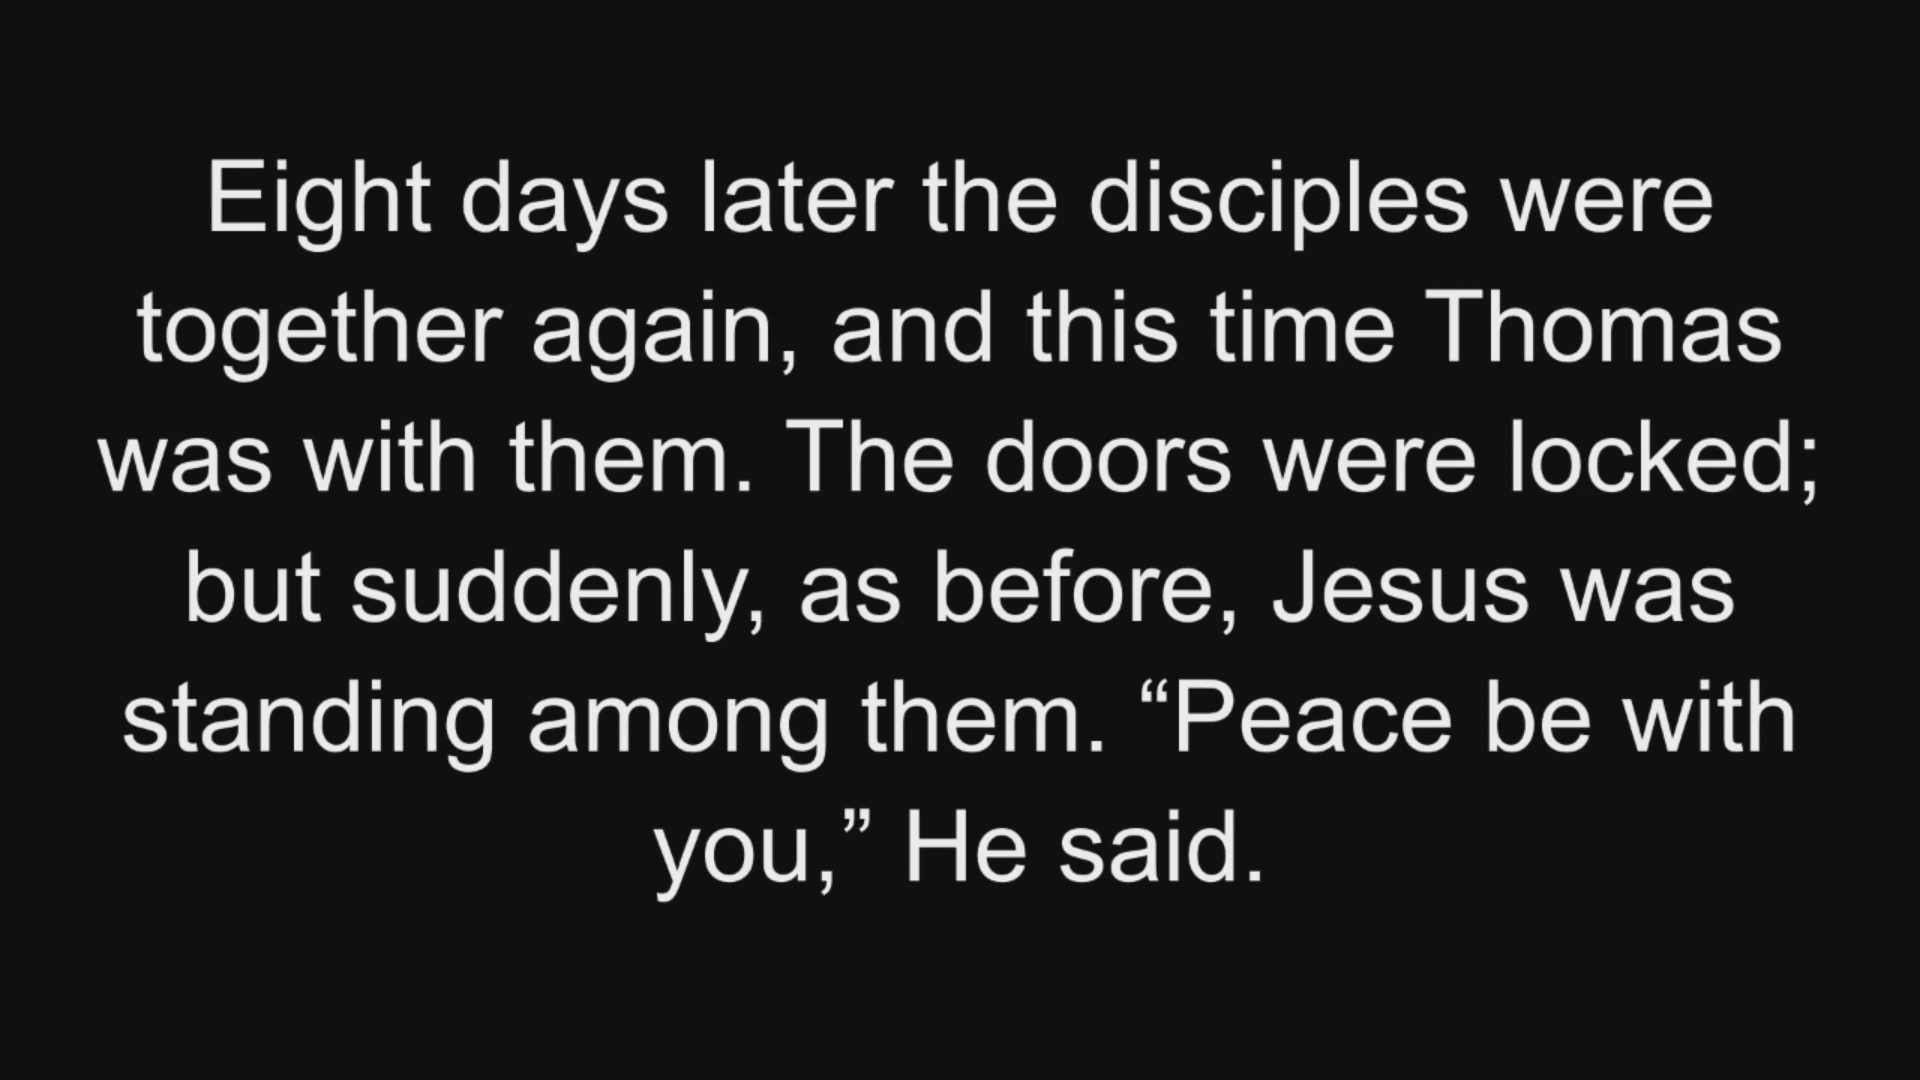 Eight days later the disciples were
together again, and this time Thomas
was with them. The doors were locked;
but suddenly, as before, Jesus was
standing among them. “Peace be with
you,” He said.